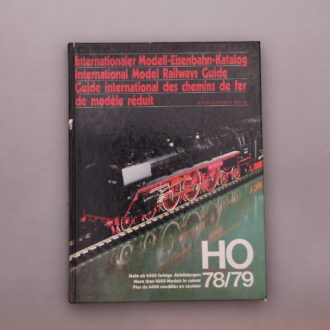 Internationaler Modell-Eisenbahn-Katalog
International Model Railways Guide
Guide international des chemins de fer
de modèle réduit
HO
78/79
Mehr als 4000 farbige Abbildungen
More than 4000 Models in colour
Plus de 4000 modèles en couleur